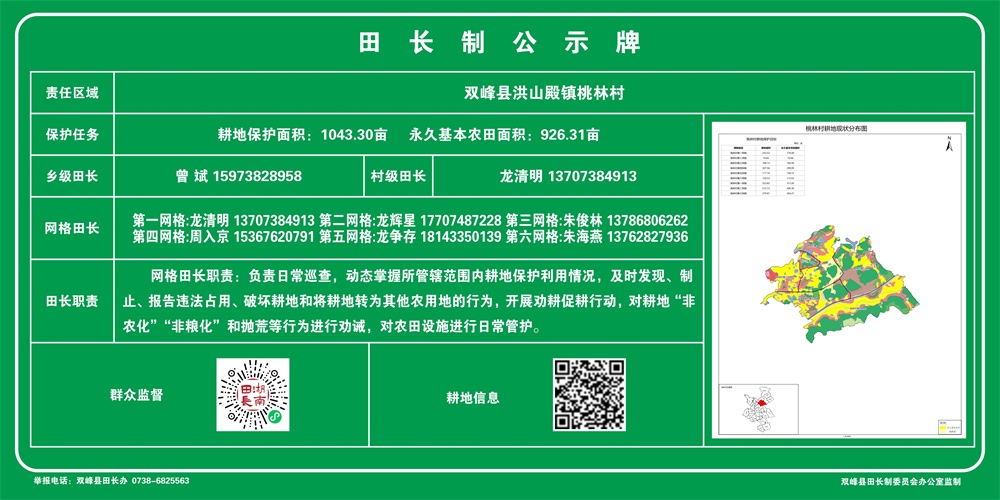 田长制公示牌
责任区域
双峰县洪山殿镇桃林村
保护任务
耕地保护面积：1043.30亩 永久基本农田面积：926.31亩
乡级田长
曾 斌 15973828958
村级田长
龙清明 13707384913
网格田长
第一网格:龙清明 13707384913 第二网格:龙辉星 17707487228 第三网格:朱俊林 13786806262
第四网格:周入京 15367620791 第五网格:龙争存 18143350139 第六网格:朱海燕 13762827936
田长职责
网格田长职责：负责日常巡查，动态掌握所管辖范围内耕地保护利用情况，及时发现、制
止、报告违法占用、破坏耕地和将耕地转为其他农用地的行为，开展劝耕促耕行动，对耕地“非
农化”“非粮化”和抛荒等行为进行劝诫，对农田设施进行日常管护。
群众监督
湖南
田长
耕地信息
桃林村耕地现状分布图
N
举报电话：双峰县田长办 0738-6825563
双峰县田长制委员会办公室监制